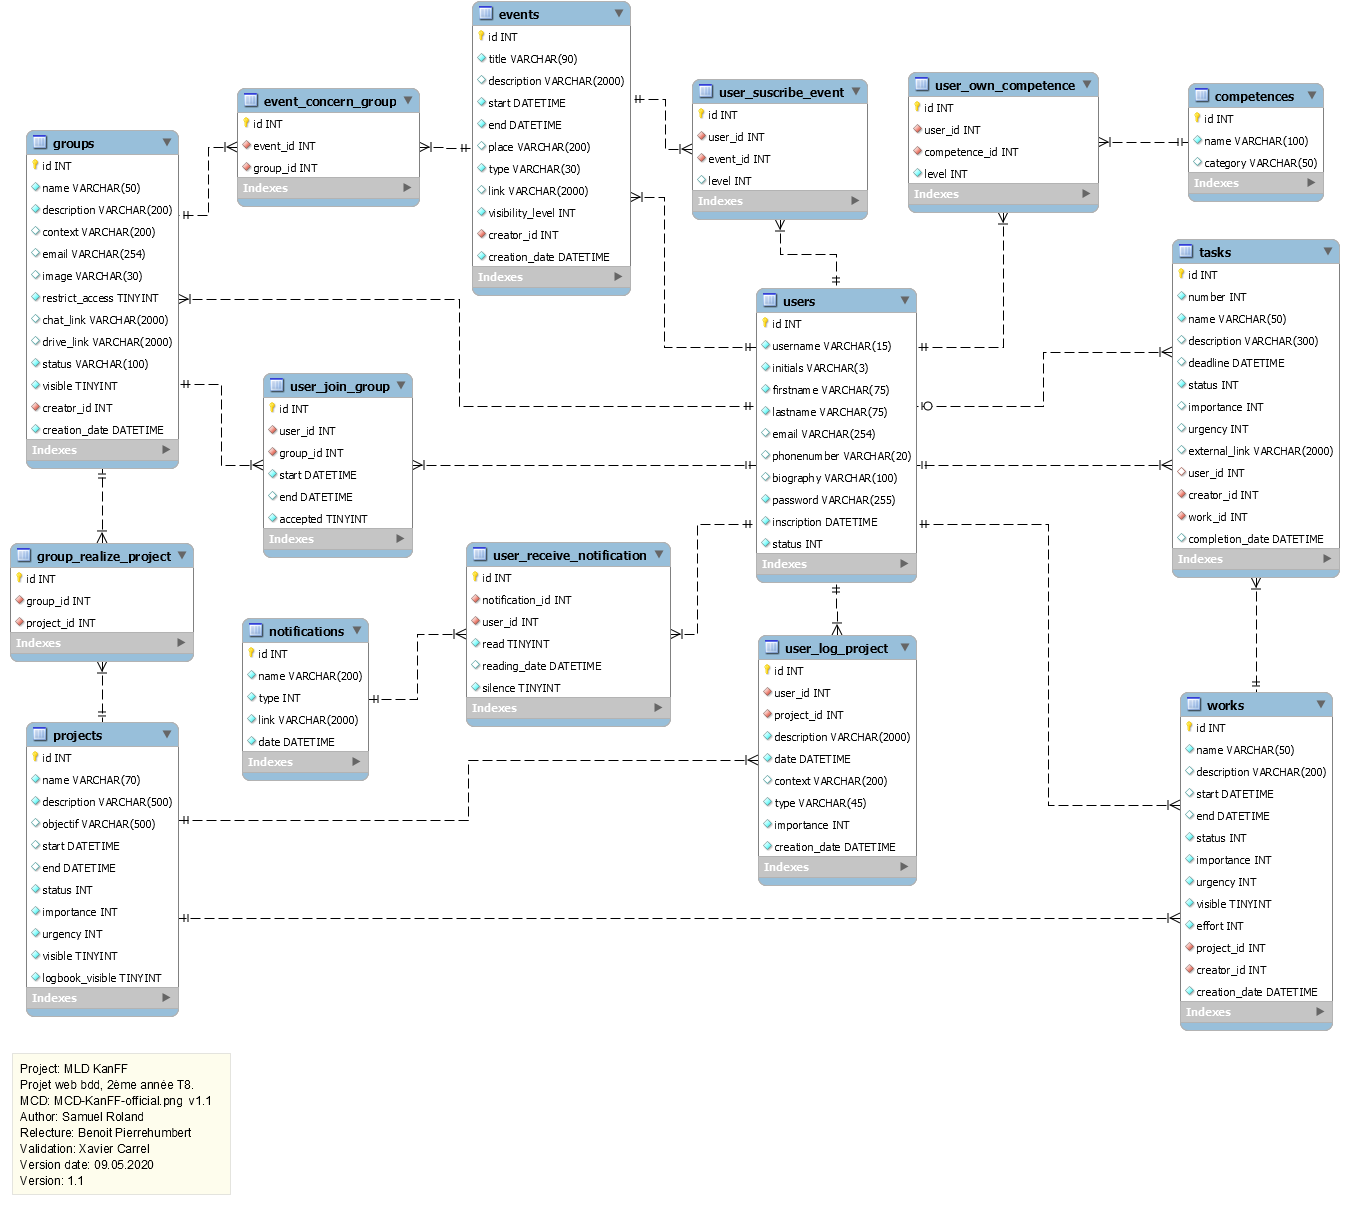 events
id INT
title VARCHAR(90)
description VARCHAR(2000)
start DATETIME
end DATETIME
place VARCHAR(200)
type VARCHAR(30)
link VARCHAR(2000)
visibility_level INT
creator_id INT
creation_date DATETIME
Indexes
event_concern_group
id INT
event_id INT
group_id INT
Indexes
user_suscribe_event
id INT
user_id INT
event_id INT
level INT
Indexes
user_own_competence
id INT
user_id INT
competence_id INT
level INT
Indexes
competences
id INT
name VARCHAR(100)
category VARCHAR(50)
Indexes
groups
id INT
name VARCHAR(50)
description VARCHAR(200)
context VARCHAR(200)
email VARCHAR(254)
image VARCHAR(30)
restrict_access TINYINT
chat_link VARCHAR(2000)
drive_link VARCHAR(2000)
status VARCHAR(100)
visible TINYINT
creator_id INT
creation_date DATETIME
Indexes
user_join_group
id INT
user_id INT
group_id INT
start DATETIME
end DATETIME
accepted TINYINT
Indexes
users
id INT
username VARCHAR(15)
initials VARCHAR(3)
firstname VARCHAR(75)
lastname VARCHAR(75)
email VARCHAR(254)
phonenumber VARCHAR(20)
biography VARCHAR(100)
password VARCHAR(255)
inscription DATETIME
status INT
Indexes
tasks
id INT
number INT
name VARCHAR(50)
description VARCHAR(300)
deadline DATETIME
status INT
importance INT
urgency INT
external_link VARCHAR(2000)
user_id INT
creator_id INT
work_id INT
completion_date DATETIME
Indexes
group_realize_project
id INT
group_id INT
project_id INT
Indexes
notifications
id INT
name VARCHAR(200)
type INT
link VARCHAR(2000)
date DATETIME
Indexes
user_receive_notification
id INT
notification_id INT
user_id INT
read TINYINT
reading_date DATETIME
silence TINYINT
Indexes
user_log_project
id INT
user_id INT
project_id INT
description VARCHAR(2000)
date DATETIME
context VARCHAR(200)
type VARCHAR(45)
importance INT
creation_date DATETIME
Indexes
projects
id INT
name VARCHAR(70)
description VARCHAR(500)
objectif VARCHAR(500)
start DATETIME
end DATETIME
status INT
importance INT
urgency INT
visible TINYINT
logbook_visible TINYINT
Indexes
works
id INT
name VARCHAR(50)
description VARCHAR(200)
start DATETIME
end DATETIME
status INT
importance INT
urgency INT
visible TINYINT
effort INT
project_id INT
creator_id INT
creation_date DATETIME
Indexes
Project: MLD KanFF
Projet web bdd, 2ème année T8.
MCD: MCD-KanFF-official.png v1.1
Author: Samuel Roland
Relecture: Benoit Pierrehumbert
Validation: Xavier Carrel
Version date: 09.05.2020
Version: 1.1